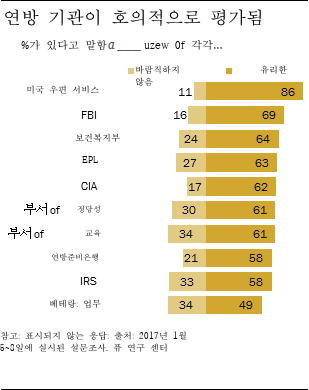 연방 기관이 호의적으로 평가됨
%가 있다고 말함 a ____ uzew Of 각각...
바람직하지 않음
유리한
미국 우편 서비스 11 86
FBI 16 69
보건복지부 24 64
EPL 27 63
CIA 17 62
부서 of 정당성 30 61
부서 of 교육 34 61
연방준비은행 21 58
IRS 33 58
베테랑: 업무 34 49
참고: 표시되지 않는 응답: 출처: 2017년 1월
5~8일에 실시된 설문조사. 퓨 연구 센터